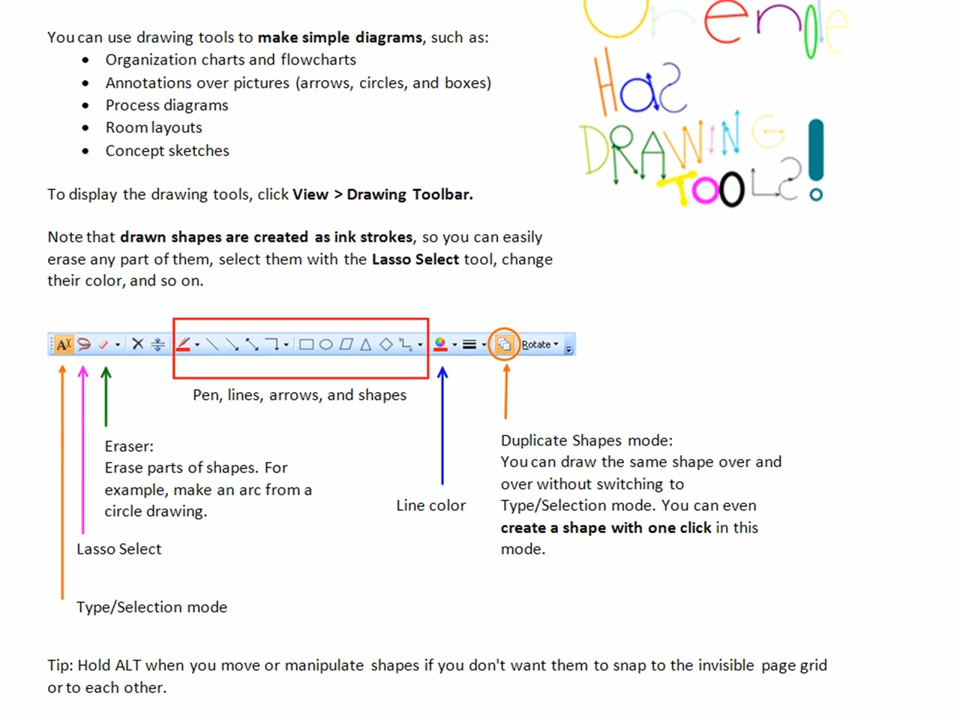 You can use drawing tools to make simple diagrams, such as:
• Organization charts and flowcharts
• Annotations over pictures (arrows, circles, and boxes)
• Process diagrams
• Room layouts
• Concept sketches
To display the drawing tools, click View > Drawing Toolbar.
Note that drawn shapes are created as ink strokes, so you can easily
erase any part of them, select them with the Lasso Select tool, change
their color, and so on.
Orengle
HaS
DRAWING
TOOLS!
Rotate
Pen, lines, arrows, and shapes
Eraser:
Erase parts of shapes. For
example, make an arc from a
circle drawing.
Line color
Duplicate Shapes mode:
You can draw the same shape over and
over without switching to
Type/Selection mode. You can even
create a shape with one click in this
mode.
Lasso Select
Type/Selection mode
Tip: Hold ALT when you move or manipulate shapes if you don't want them to snap to the invisible page grid
or to each other.